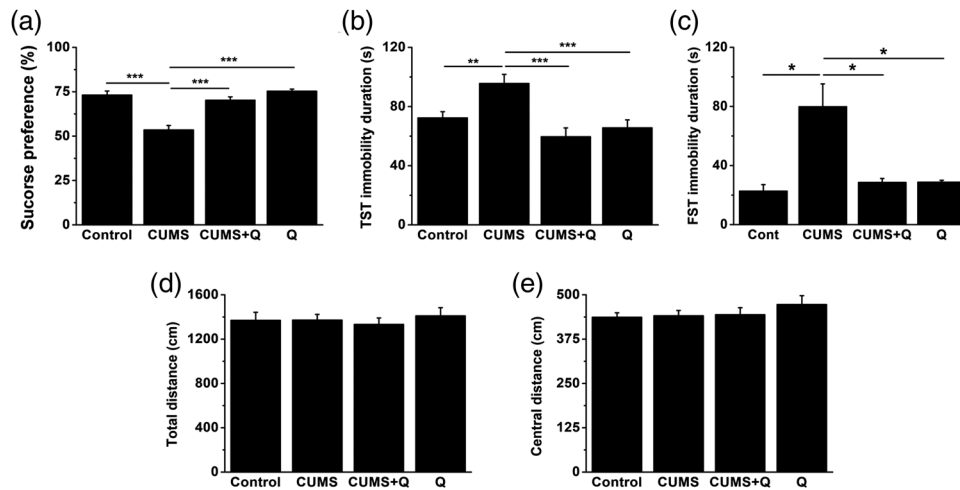 (a)
Sucorse preference (%)
100
75
50
25
0
***
***
***
Control CUMS CUMS+Q Q
(b)
TST immobility duration (s)
120
80
40
0
**
***
***
Control CUMS CUMS+Q Q
(c)
FST immobility duration (s)
120
80
40
0
*
*
*
Cont CUMS CUMS+Q Q
(d)
Total distance (cm)
1600
1200
800
400
0
Control CUMS CUMS+Q Q
(e)
Central distance (cm)
500
375
250
125
0
Control CUMS CUMS+Q Q